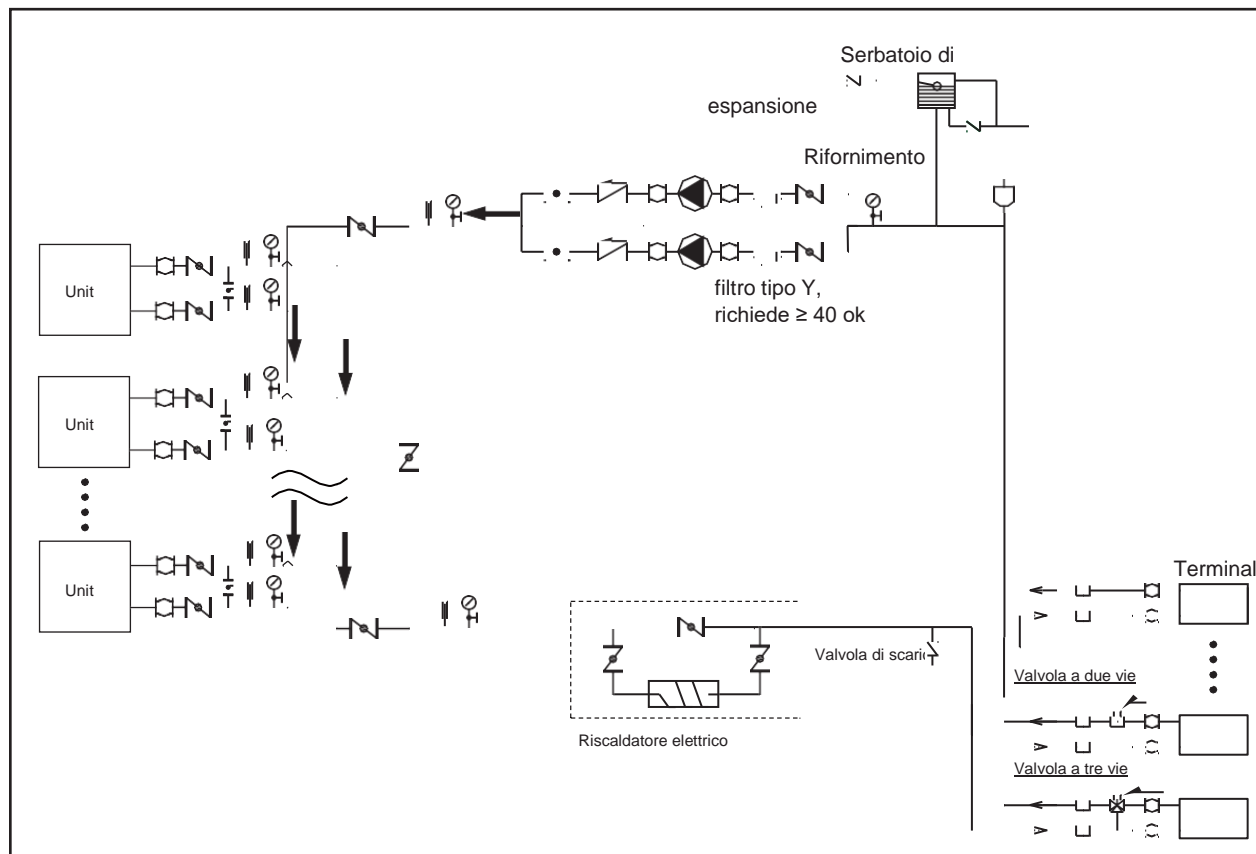 Serbatoio di
espansione
Rifornimento
filtro tipo Y,
richiede ≥ 40 ok
Unit
Unit
Unit
Terminal
Valvola di scari
Valvola a due vie
Riscaldatore elettrico
Valvola a tre vie